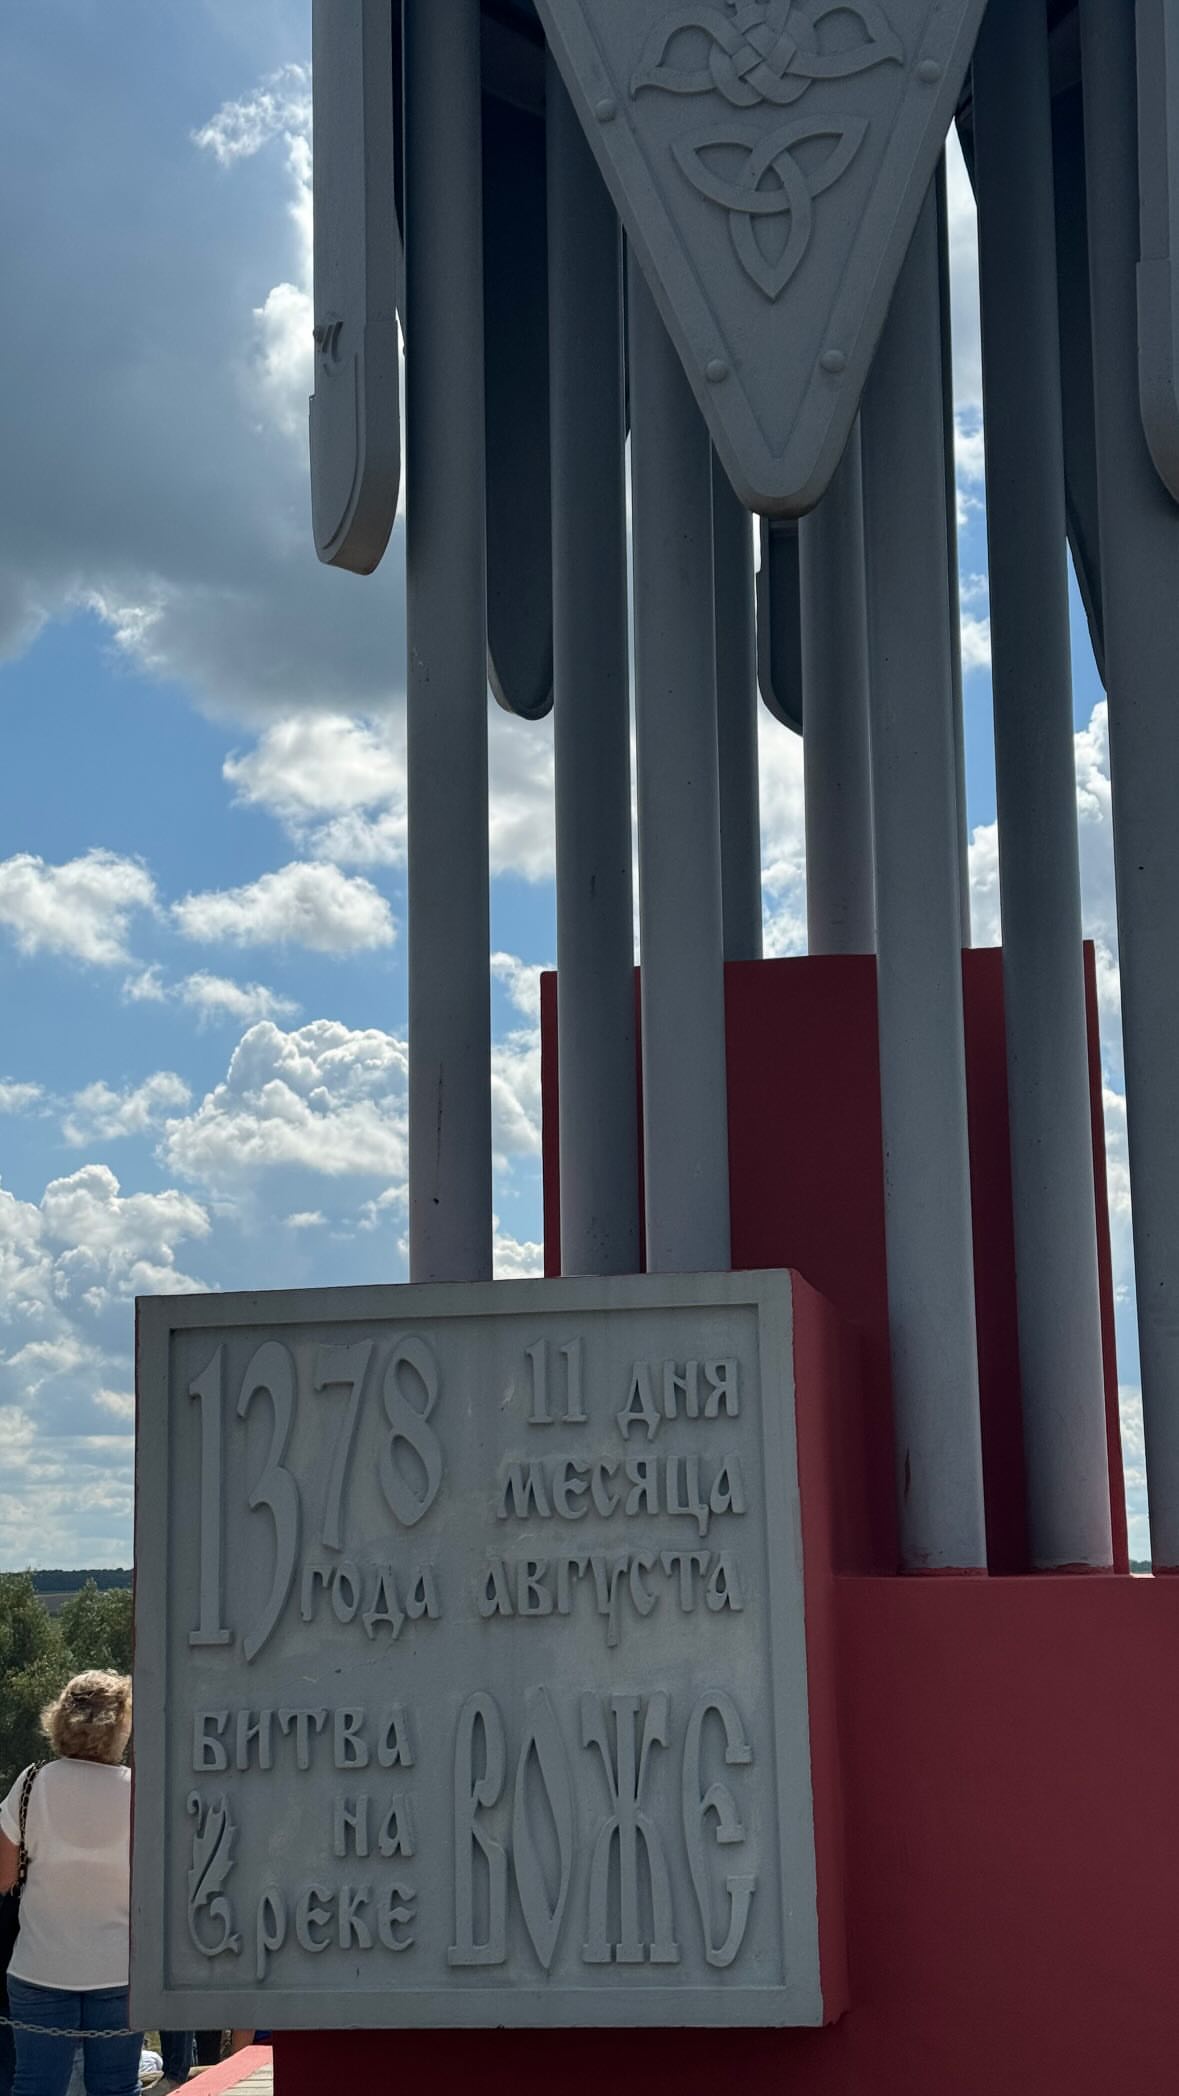 1378 года
11 дня
месяца
августа
битва
на
реке
ВОЖЕ